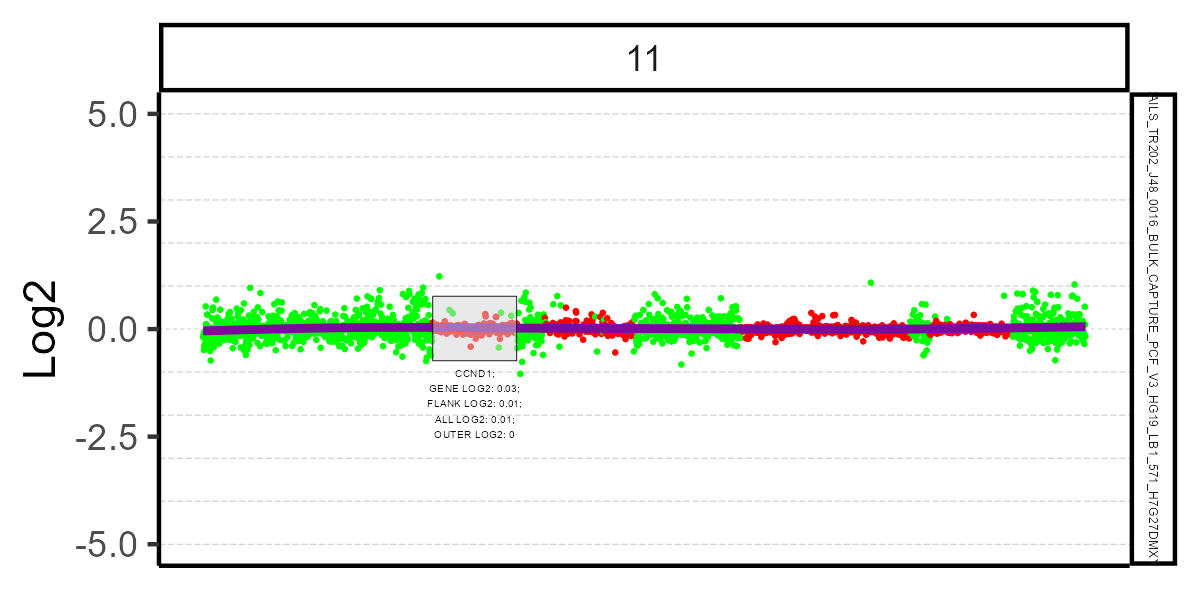 11
5.0
2.5
0.0
-2.5
-5.0
Log2
CCND1;
GENE LOG2: 0.03;
FLANK LOG2: 0.01;
ALL LOG2: 0.01;
OUTER LOG2: 0
AILS_TR202_J48_0016_BULK_CAPTURE_PCF_V3_HG19_LB1_571_H7G27DMXY